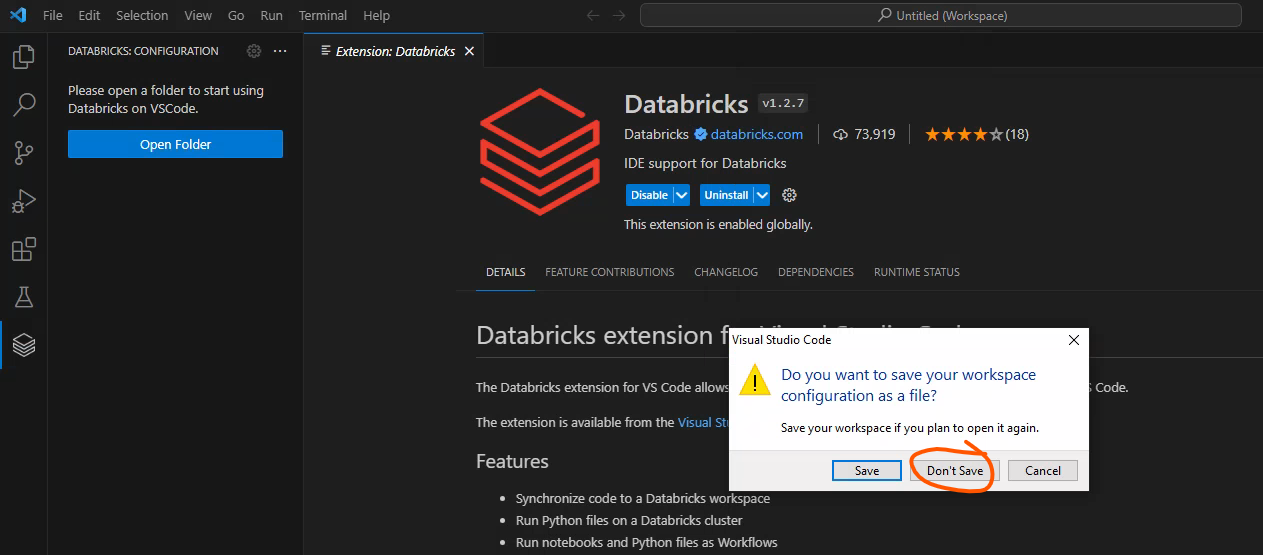 File Edit Selection View Go Run Terminal Help
Untitled (Workspace)
DATABRICKS: CONFIGURATION
Please open a folder to start using
Databricks on VSCode.
Open Folder
Extension: Databricks
Databricks v1.2.7
Databricks databricks.com 73,919 (18)
IDE support for Databricks
Disable Uninstall
This extension is enabled globally.
DETAILS FEATURE CONTRIBUTIONS CHANGELOG DEPENDENCIES RUNTIME STATUS
Databricks extension
The Databricks extension for VS Code allows Code.
The extension is available from the Visual
Features
• Synchronize code to a Databricks workspace
• Run Python files on a Databricks cluster
• Run notebooks and Python files as Workflows
Visual Studio Code
Do you want to save your workspace
configuration as a file?
Save your workspace if you plan to open it again.
Save Don't Save Cancel